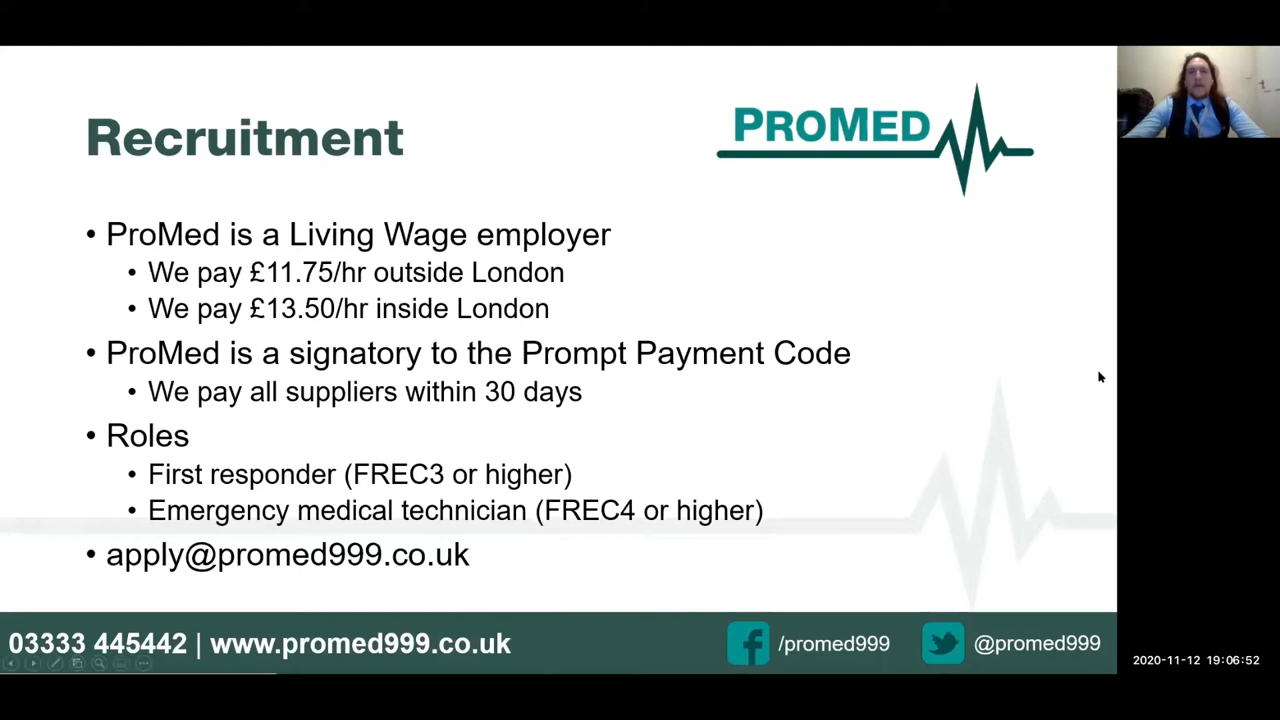 Recruitment
PROMED
• ProMed is a Living Wage employer
• We pay £11.75/hr outside London
• We pay £13.50/hr inside London
• ProMed is a signatory to the Prompt Payment Code
• We pay all suppliers within 30 days
• Roles
• First responder (FREC3 or higher)
• Emergency medical technician (FREC4 or higher)
• apply@promed999.co.uk
03333 445442 | www.promed999.co.uk
/promed999
@promed999
2020-11-12 19:06:52